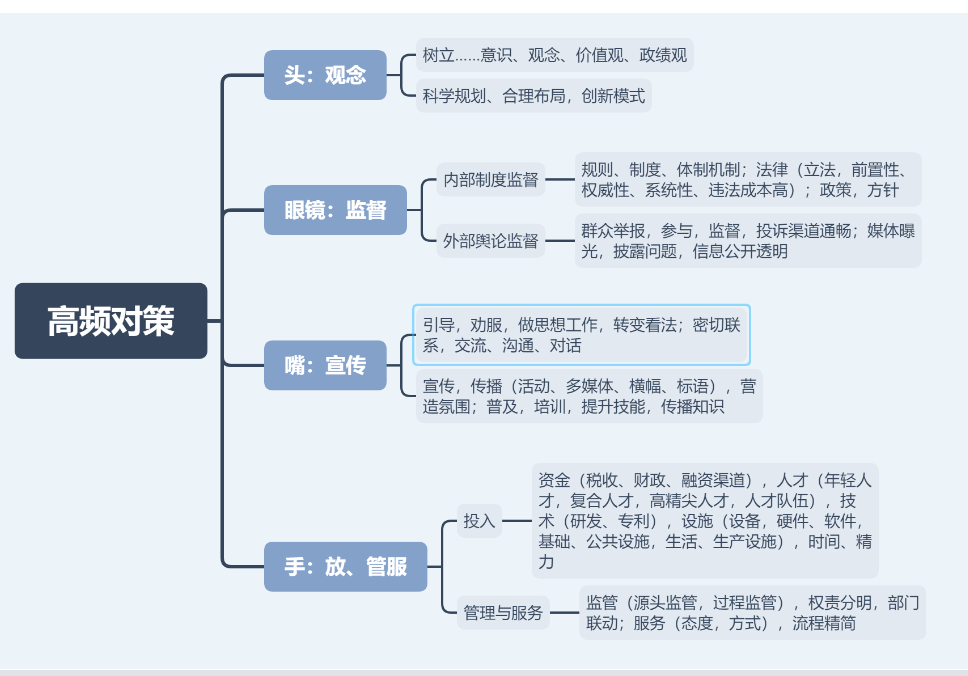 高频对策
头：观念
树立......意识、观念、价值观、政绩观
科学规划、合理布局，创新模式
眼镜：监督
内部制度监督
规则、制度、体制机制；法律（立法，前置性、
权威性、系统性、违法成本高）；政策，方针
外部舆论监督
群众举报，参与，监督，投诉渠道通畅；媒体曝
光，披露问题，信息公开透明
嘴：宣传
引导，劝服，做思想工作，转变看法；密切联
系，交流、沟通、对话
宣传，传播（活动、多媒体、横幅、标语），营
造氛围；普及，培训，提升技能，传播知识
手：放、管服
投入
资金（税收、财政、融资渠道），人才（年轻人
才，复合人才，高精尖人才，人才队伍），技
术（研发、专利），设施（设备，硬件、软件，
基础、公共设施，生活、生产设施），时间、精
力
管理与服务
监管（源头监管，过程监管），权责分明，部门
联动；服务（态度，方式），流程精简